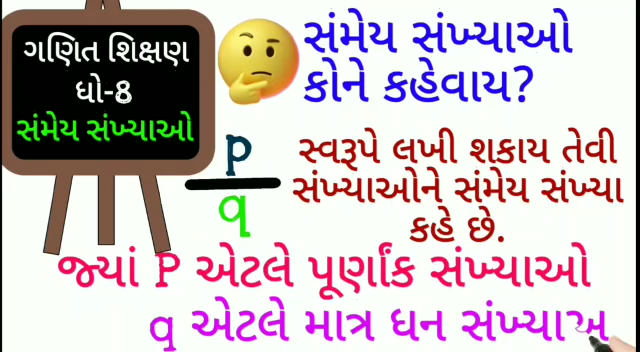 ગણિત શિક્ષણ
ધો-8
સંમેય સંખ્યાઓ
સંમેય સંખ્યાઓ
કોને કહેવાય?
p
q
સ્વરૂપે લખી શકાય તેવી
સંખ્યાઓને સંમેય સંખ્યા
કહે છે.
જ્યાં P એટલે પૂર્ણાંક સંખ્યાઓ
q એટલે માત્ર ધન સંખ્યાઅ